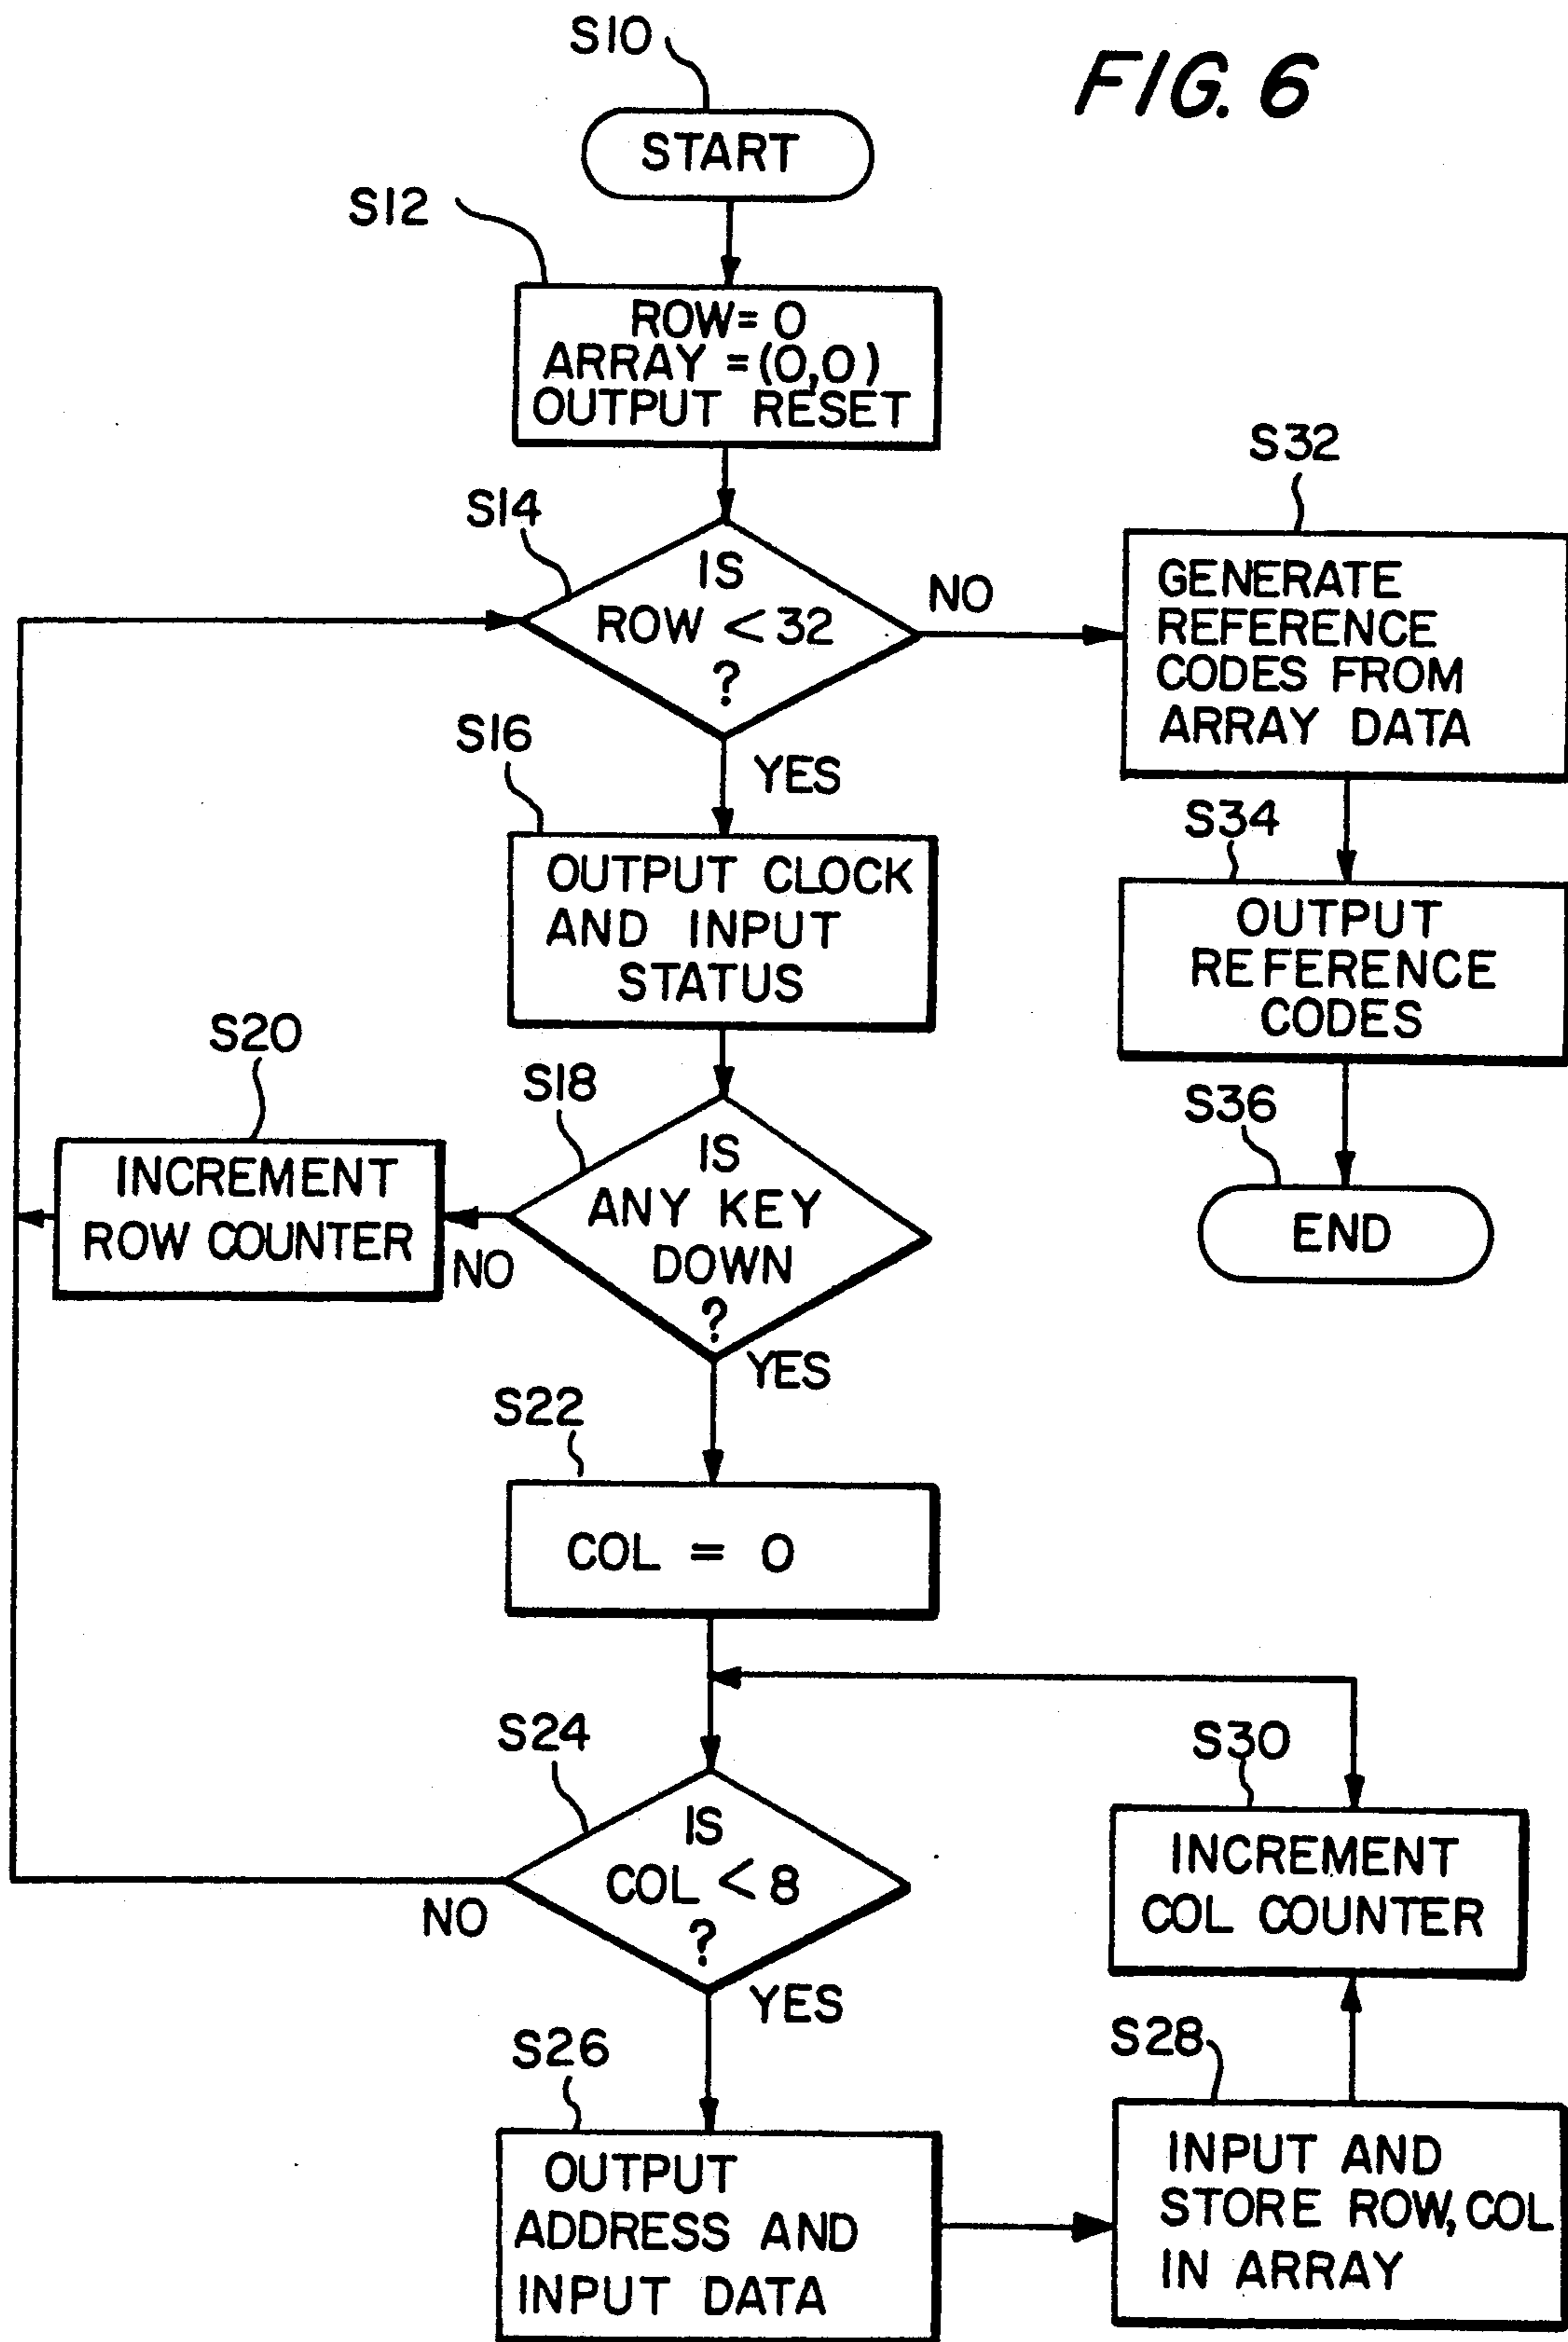 FIG. 6
S10
START
S12
ROW= 0
ARRAY =(0,0)
OUTPUT RESET
S14
IS
ROW < 32
?
NO
YES
S32
GENERATE
REFERENCE
CODES FROM
ARRAY DATA
S16
OUTPUT CLOCK
AND INPUT
STATUS
S34
OUTPUT
REFERENCE
CODES
S20
INCREMENT
ROW COUNTER
S18
IS
ANY KEY
DOWN
?
NO
YES
S36
END
S22
COL = 0
S24
IS
COL < 8
?
NO
YES
S30
INCREMENT
COL COUNTER
S26
OUTPUT
ADDRESS AND
INPUT DATA
S28
INPUT AND
STORE ROW, COL
IN ARRAY